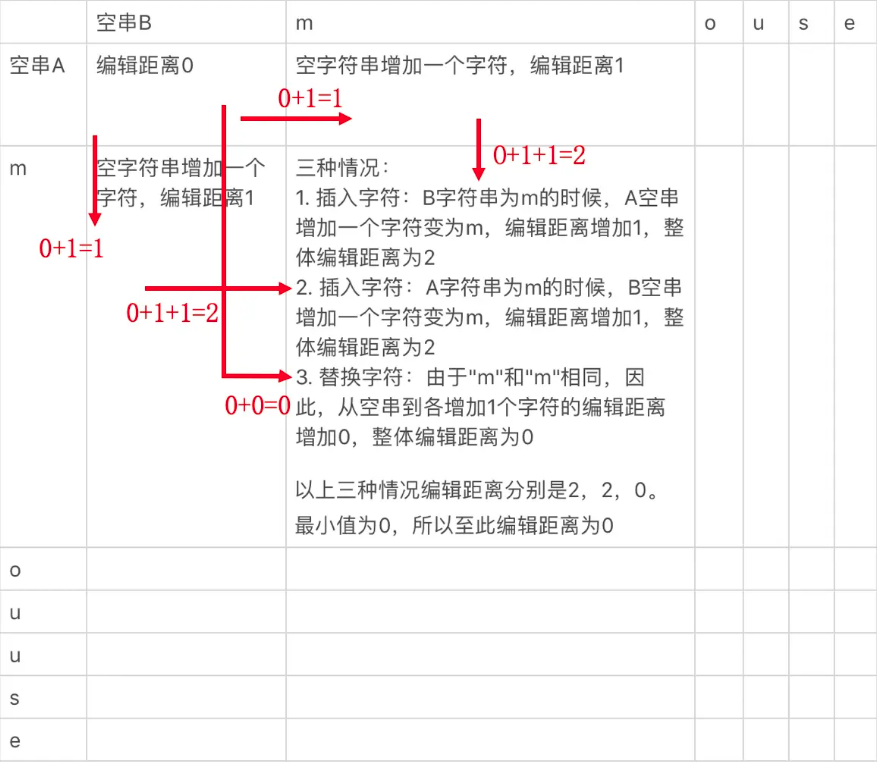 空串B
m
o
u
s
e
空串A
编辑距离0
空字符串增加一个字符，编辑距离1
0+1=1
0+1+1=2
m
空字符串增加一个
字符，编辑距离1
0+1=1
0+1+1=2
0+0=0
三种情况：
1. 插入字符：B字符串为m的时候，A空串
增加一个字符变为m，编辑距离增加1，整
体编辑距离为2
2. 插入字符：A字符串为m的时候，B空串
增加一个字符变为m，编辑距离增加1，整
体编辑距离为2
3. 替换字符：由于"m"和"m"相同，因
此，从空串到各增加1个字符的编辑距离
增加0，整体编辑距离为0
以上三种情况编辑距离分别是2，2，0。
最小值为0，所以至此编辑距离为0
o
u
u
s
e